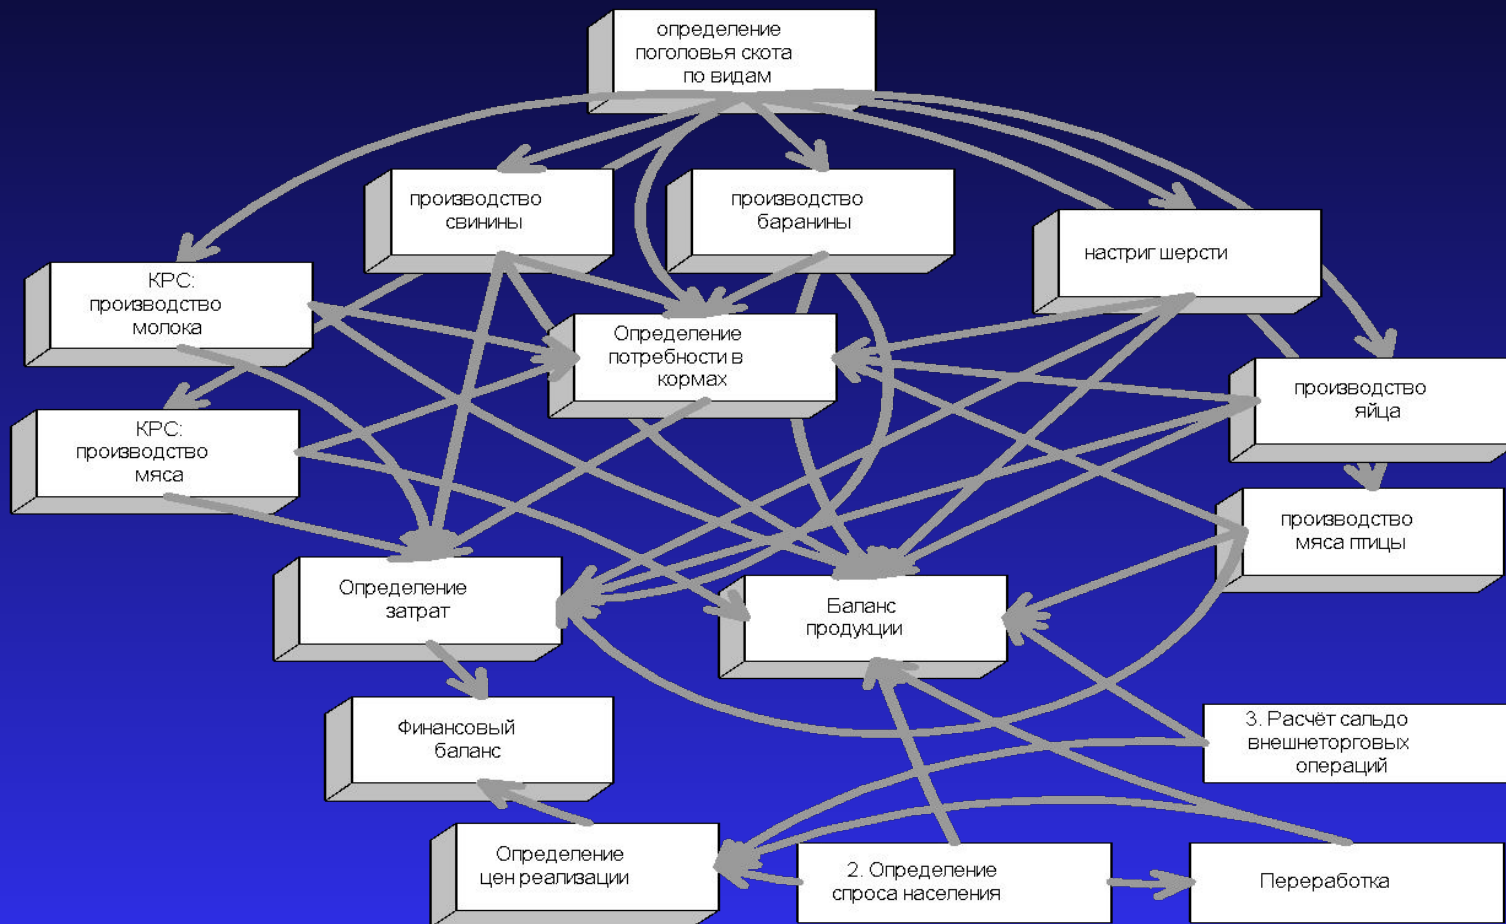 определение
поголовья скота
по видам
производство
свинины
производство
баранины
настриг шерсти
КРС:
производство
молока
Определение
потребности в
кормах
производство
яйца
КРС:
производство
мяса
производство
мяса птицы
Определение
затрат
Баланс
продукции
Финансовый
баланс
3. Расчёт сальдо
внешнеторговых
операций
Определение
цен реализации
2. Определение
спроса населения
Переработка